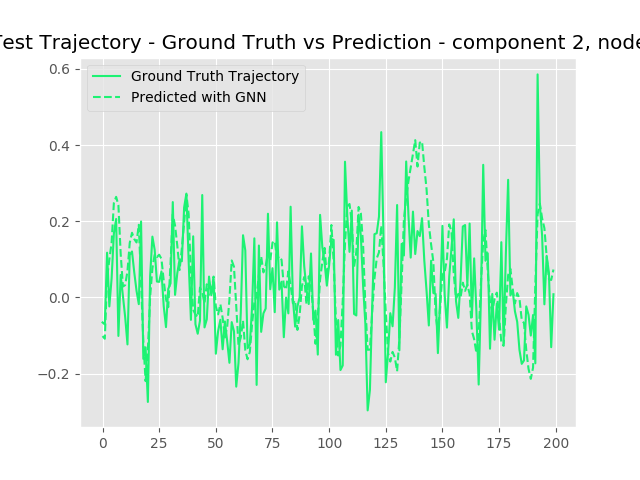 Test Trajectory - Ground Truth vs Prediction - component 2, node
Ground Truth Trajectory
Predicted with GNN
0.6
0.4
0.2
0.0
−0.2
0 25 50 75 100 125 150 175 200